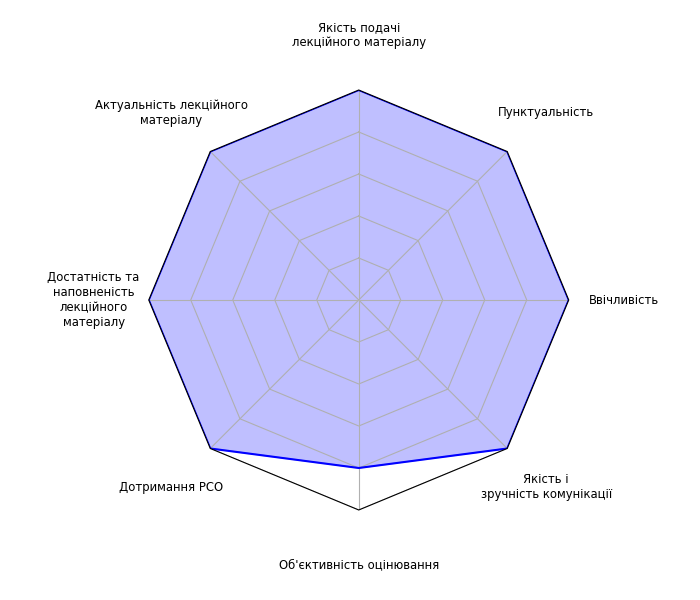 Якість подачі
лекційного матеріалу
Актуальність лекційного
матеріалу
Пунктуальність
Достатність та
наповненість
лекційного
матеріалу
Ввічливість
Дотримання РСО
Якість і
зручність комунікації
Об'єктивність оцінювання